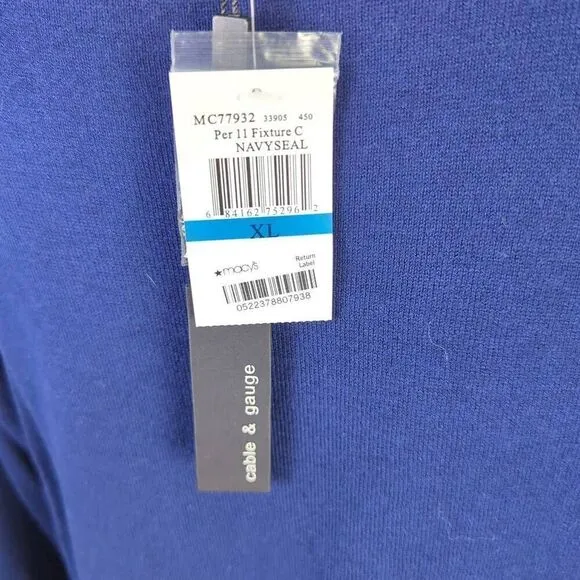 MC77932 33905 450
Per 11 Fixture C
NAVYSEAL
6 84162 75296 2
XL
★macy's
Return
Label
0522378807938
cable & gauge